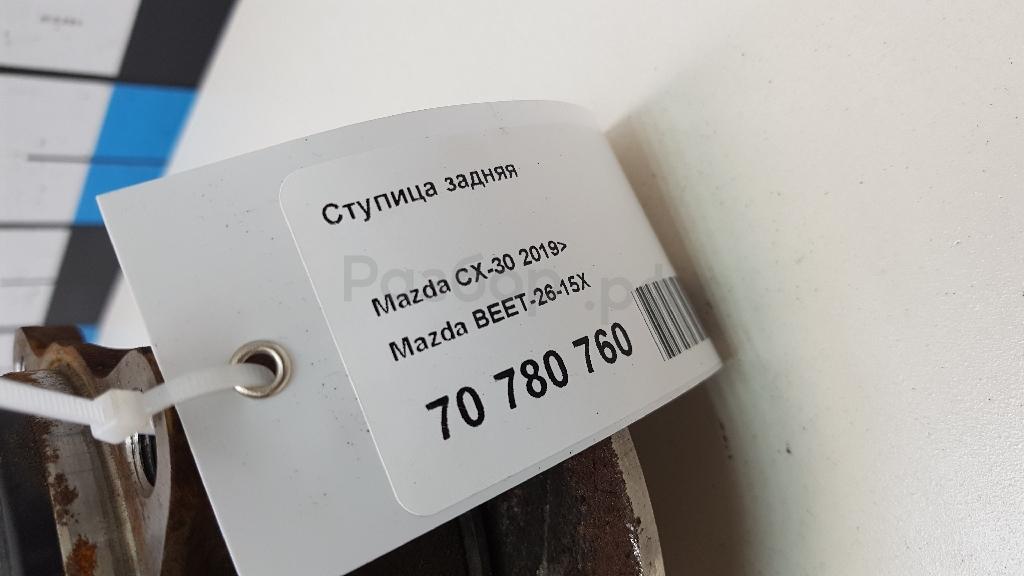 Ступица задняя
Mazda CX-30 2019>
Mazda BEET-26-15X
70 780 760